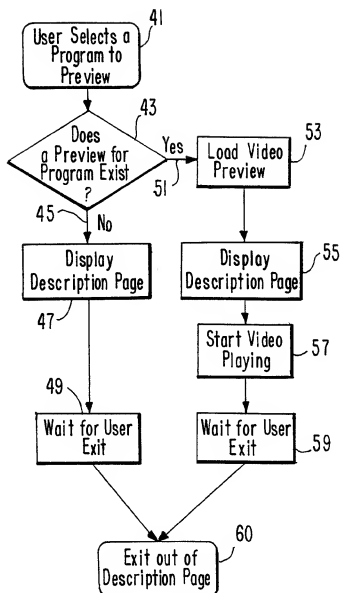 41
User Selects a
Program to
Preview
43
Does
a Preview for
Program Exist
?
Yes
51
53
Load Video
Preview
45
No
Display
Description Page
47
Display
Description Page
55
Start Video
Playing
57
49
Wait for User
Exit
Wait for User
Exit
59
Exit out of
Description Page
60